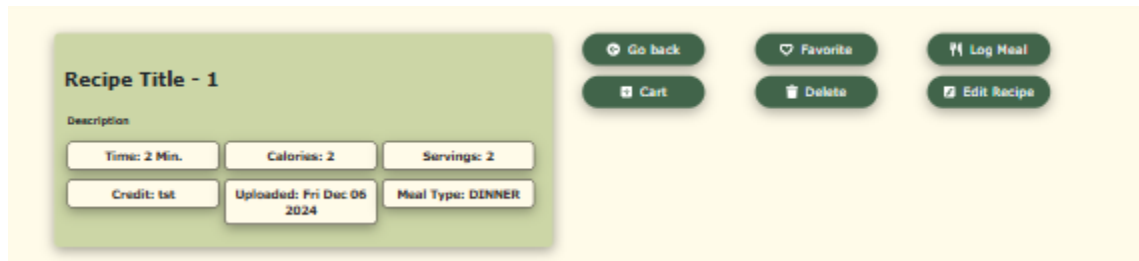 Recipe Title - 1
Description
Time: 2 Min.
Calories: 2
Servings: 2
Credit: tst
Uploaded: Fri Dec 06
2024
Meal Type: DINNER
Go back
Favorite
Log Meal
Cart
Delete
Edit Recipe